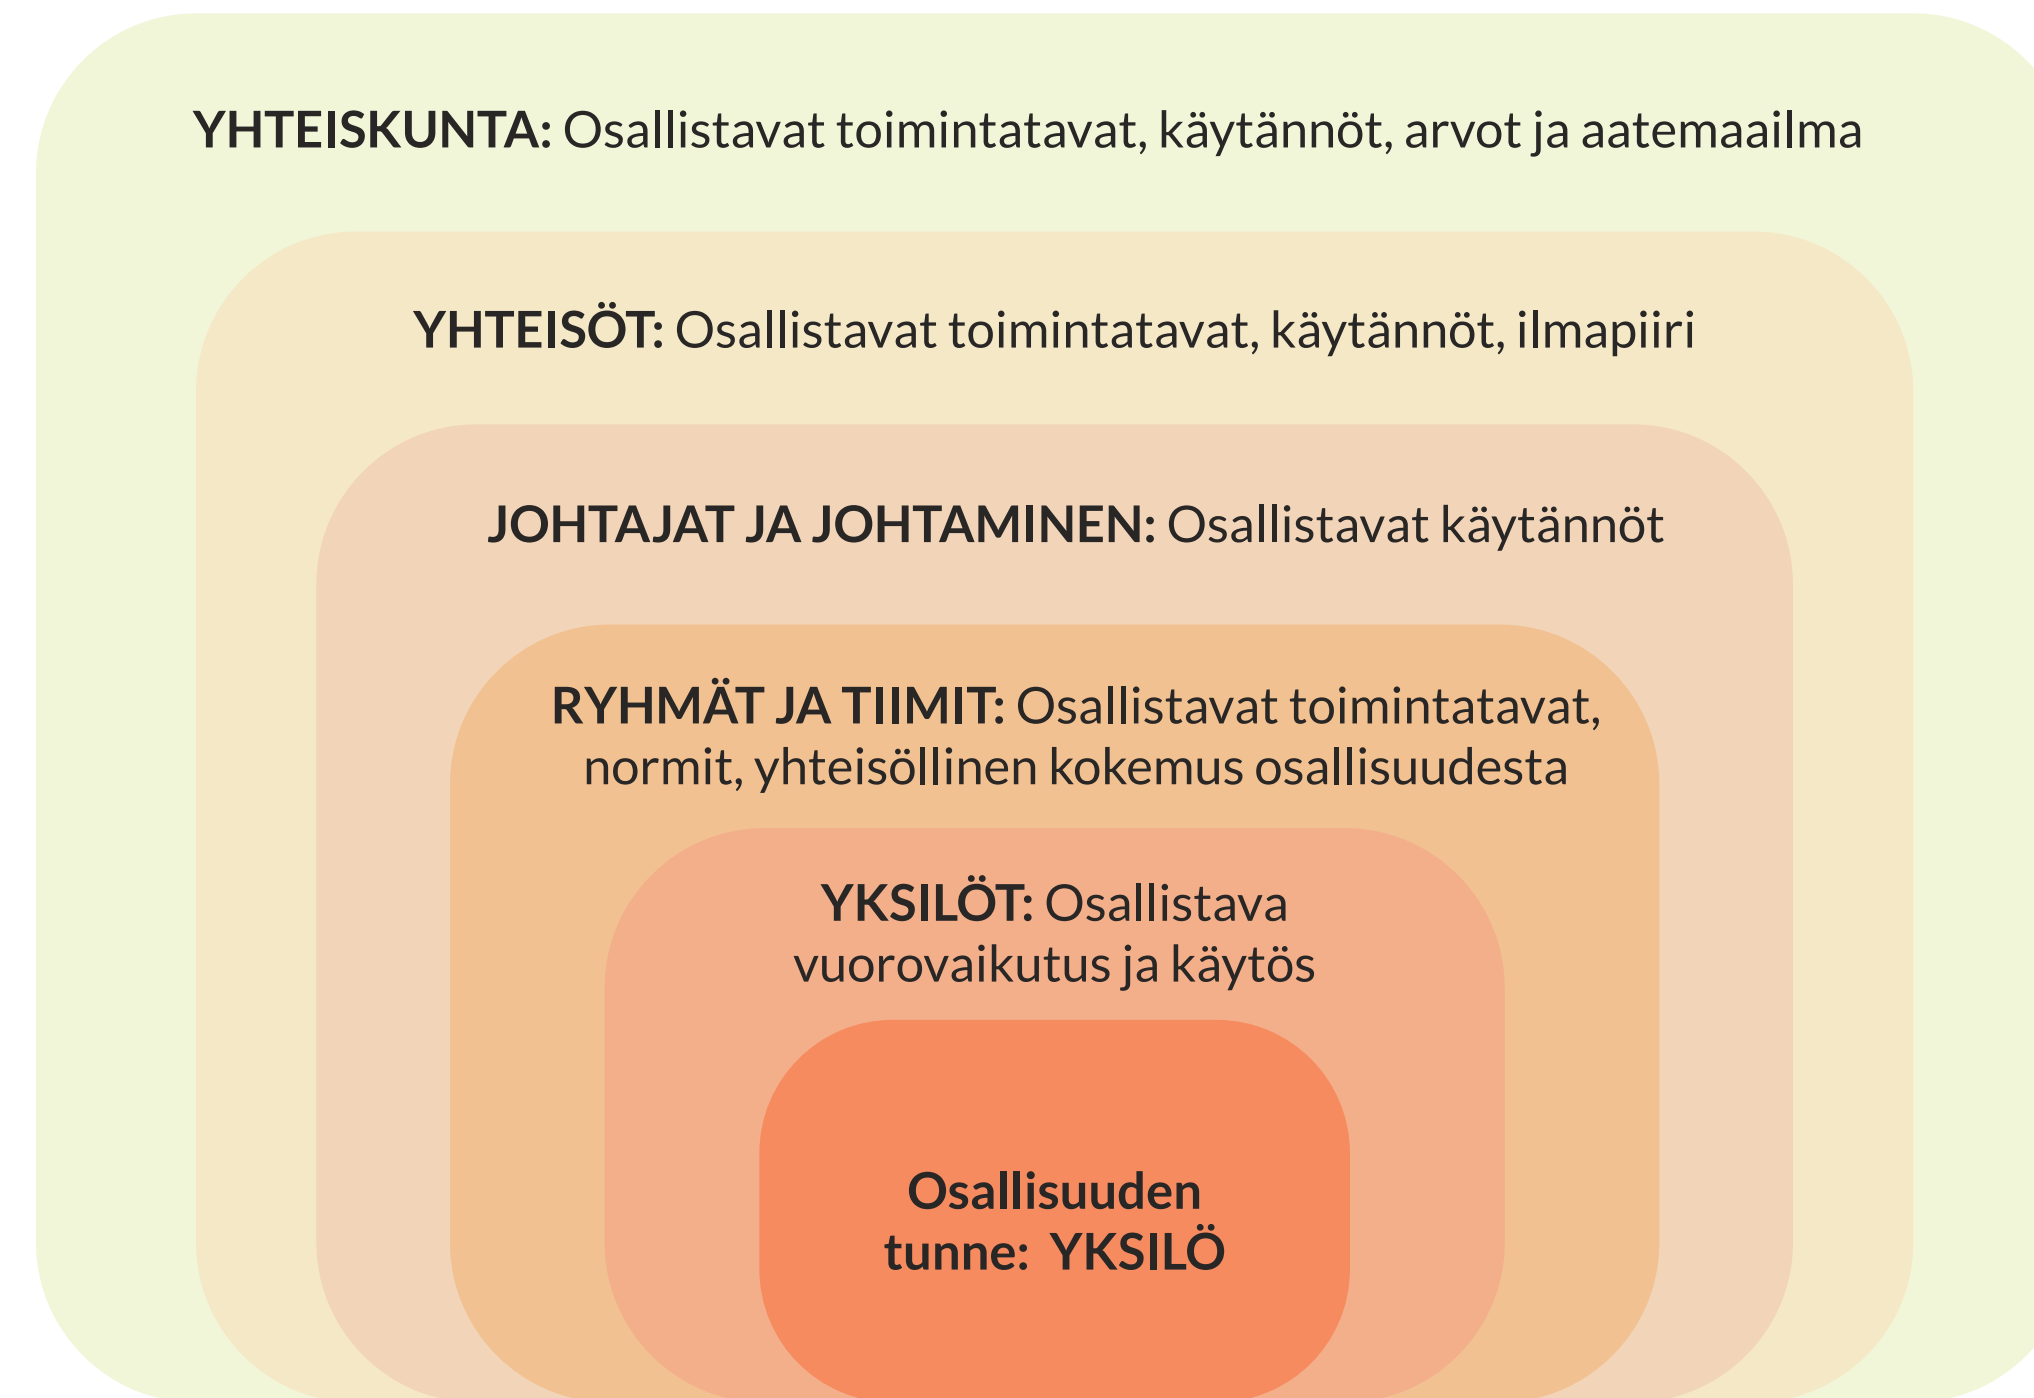 YHTEISKUNTA: Osallistavat toimintatavat, käytännöt, arvot ja aatemaailma
YHTEISÖT: Osallistavat toimintatavat, käytännöt, ilmapiiri
JOHTAJAT JA JOHTAMINEN: Osallistavat käytännöt
RYHMÄT JA TIIMIT: Osallistavat toimintatavat,
normit, yhteisöllinen kokemus osallisuudesta
YKSILÖT: Osallistava
vuorovaikutus ja käytös
Osallisuuden
tunne: YKSILÖ